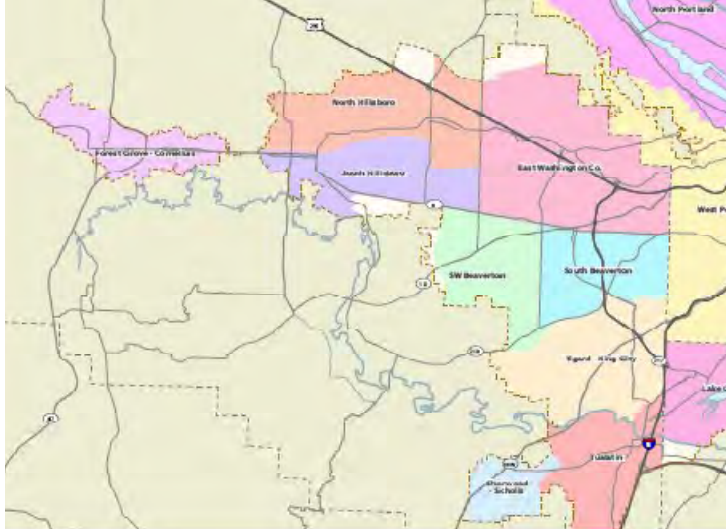 North Portland
26
North Hillsboro
Forest Grove - Cornelius
South Hillsboro
East Washington Co.
8
West P
SW Beaverton
South Beaverton
10
210
Tigard - King City
217
Lake O
47
5
Tualatin
99W
Sherwood
- Scholls